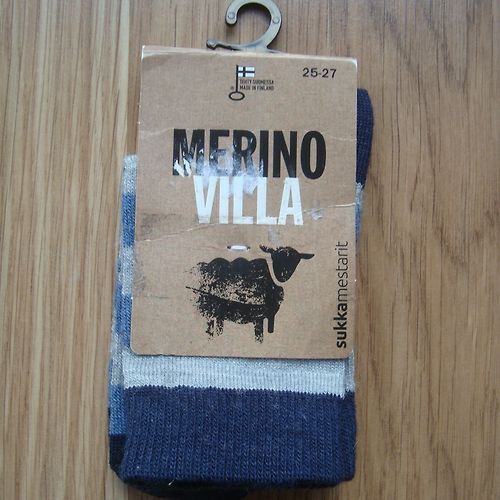 25-27
TEHTY SUOMESSA
MADE IN FINLAND
MERINO
VILLA
sukkamestarit